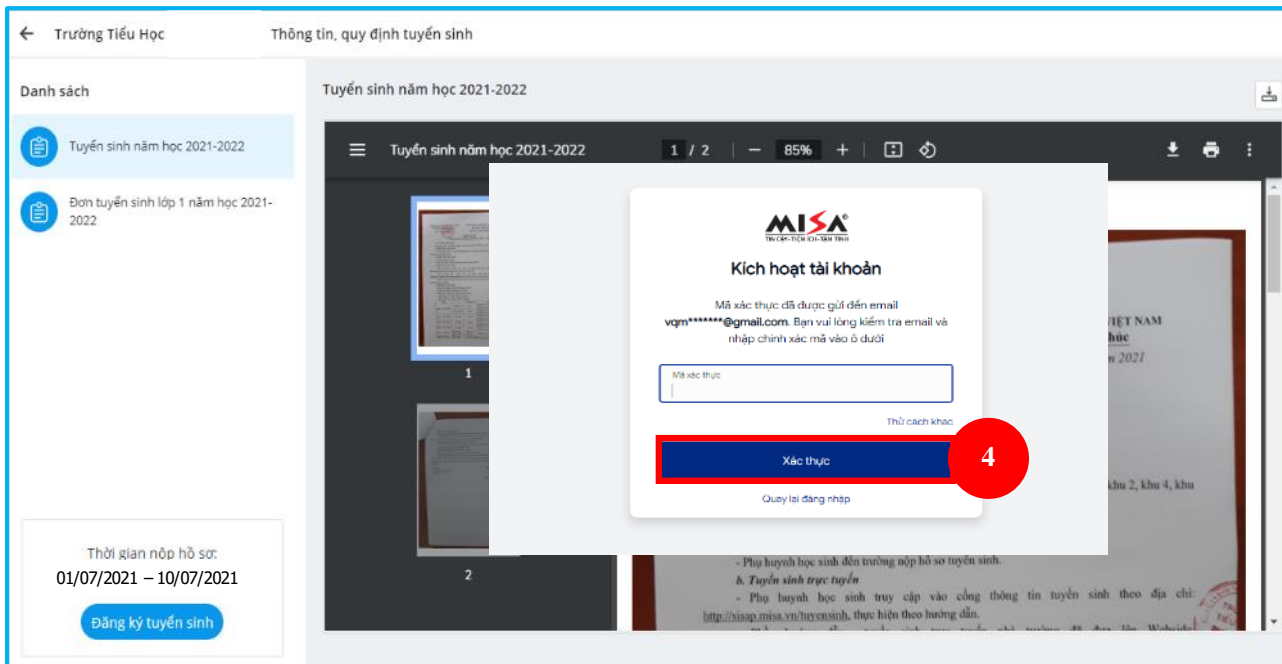 Trường Tiểu Học
Thông tin, quy định tuyển sinh
Danh sách
Tuyển sinh năm học 2021-2022
Đơn tuyển sinh lớp 1 năm học 2021-
2022
Thời gian nộp hồ sơ:
01/07/2021 – 10/07/2021
Đăng ký tuyển sinh
Tuyển sinh năm học 2021-2022
Tuyển sinh năm học 2021-2022
1 / 2
85%
1
2
MISA
TIN CẬY-TIỆN ÍCH-TẬN TÌNH
Kích hoạt tài khoản
Mã xác thực đã được gửi đến email
vqm*******@gmail.com. Bạn vui lòng kiểm tra email và
nhập chính xác mã vào ô dưới
Mã xác thực
Thử cách khác
Xác thực
4
Quay lại đăng nhập
VIỆT NAM
húc
m 2021
khu 2, khu 4, khu
- Phụ huynh học sinh đến trường nộp hồ sơ tuyển sinh.
b. Tuyển sinh trực tuyến
- Phụ huynh học sinh truy cập vào cổng thông tin tuyển sinh theo địa chỉ:
http://sisap.misa.vn/tuyensinh, thực hiện theo hướng dẫn.